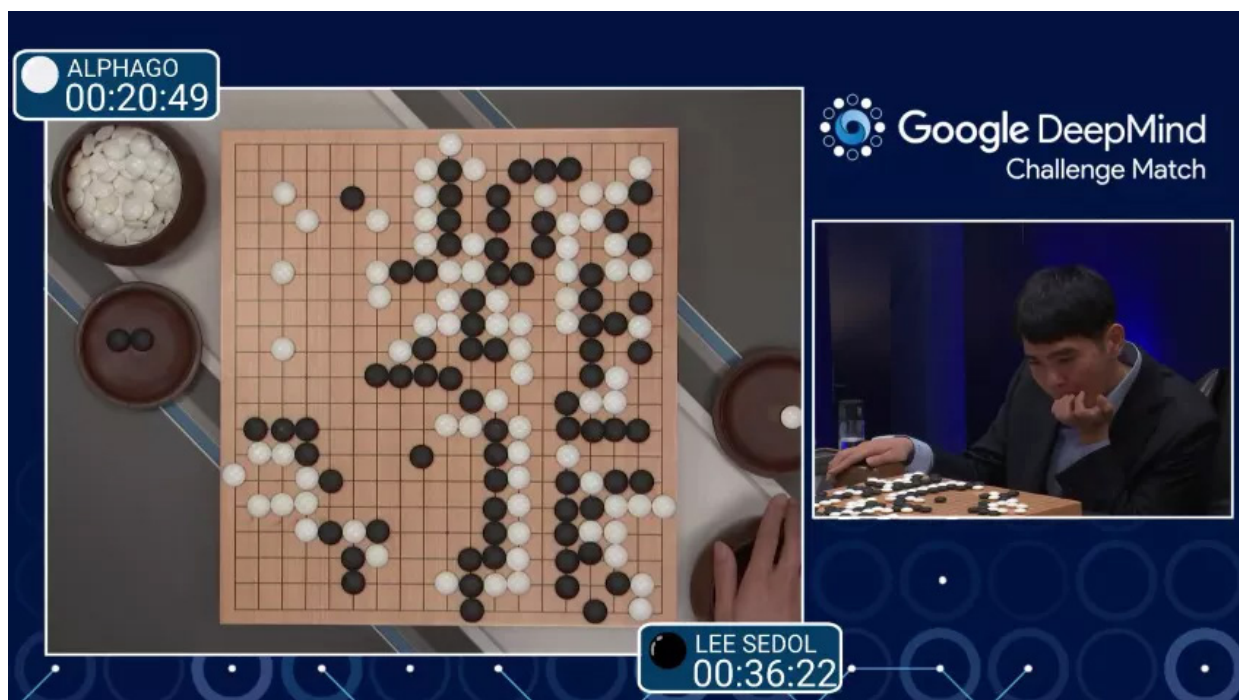 ALPHAGO
00:20:49
Google DeepMind
Challenge Match
LEE SEDOL
00:36:22